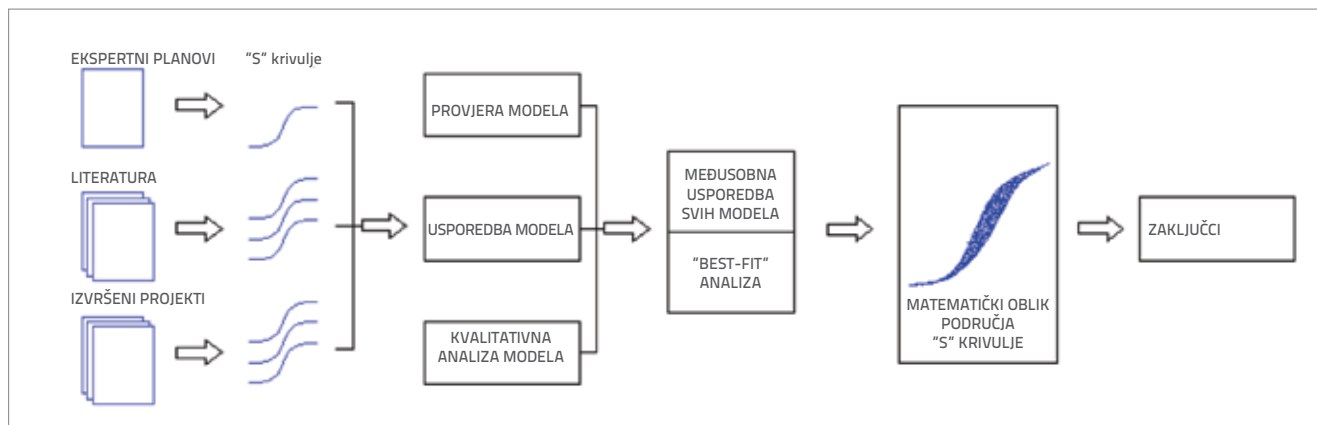 EKSPERTNI PLANOVI
“S“ krivulje
LITERATURA
IZVRŠENI PROJEKTI
PROVJERA MODELA
USPOREDBA MODELA
KVALITATIVNA
ANALIZA MODELA
MEĐUSOBNA
USPOREDBA
SVIH MODELA
“BEST-FIT“
ANALIZA
MATEMATIČKI OBLIK
PODRUČJA
“S“ KRIVULJE
ZAKLJUČCI